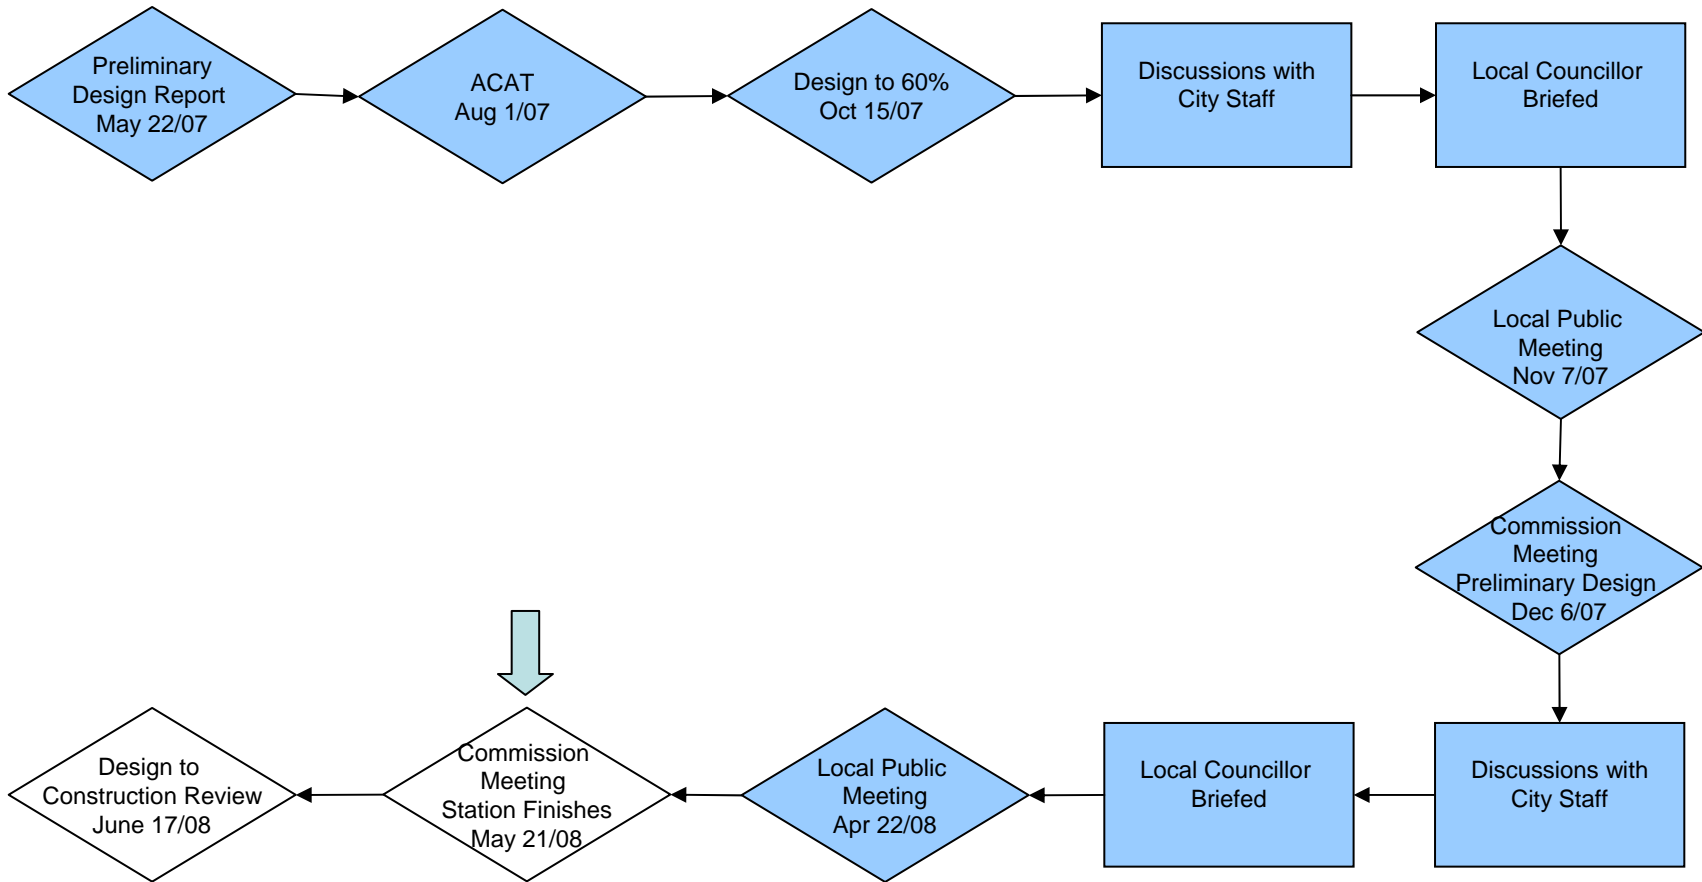 Preliminary
Design Report
May 22/07
ACAT
Aug 1/07
Design to 60%
Oct 15/07
Discussions with
City Staff
Local Councillor
Briefed
Local Public
Meeting
Nov 7/07
Commission
Meeting
Preliminary Design
Dec 6/07
Discussions with
City Staff
Local Councillor
Briefed
Local Public
Meeting
Apr 22/08
Commission
Meeting
Station Finishes
May 21/08
Design to
Construction Review
June 17/08